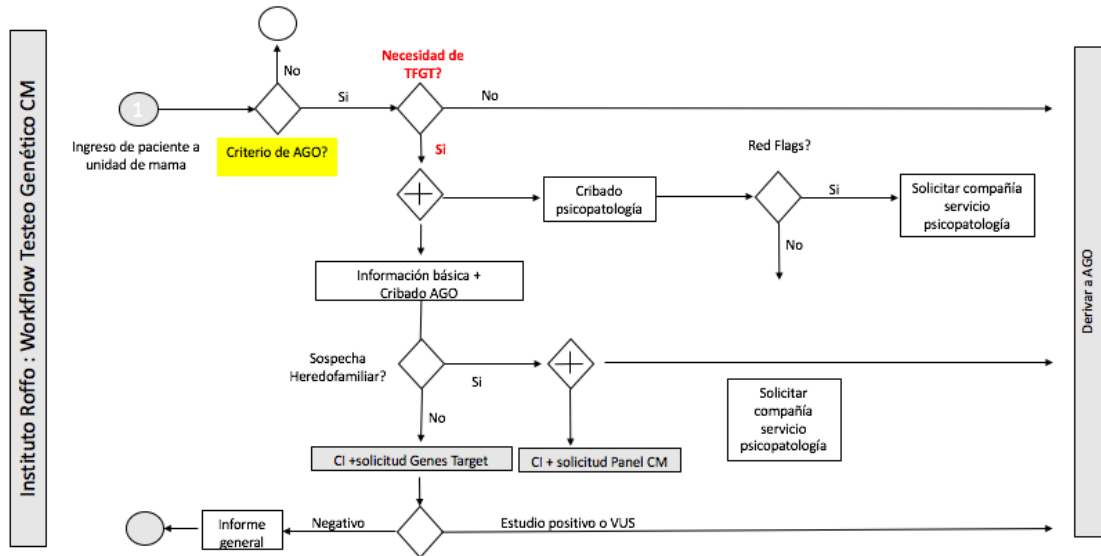 Instituto Roffo : Workflow Testeo Genético CM
No
Necesidad de
TFGT?
1
Si
No
Ingreso de paciente a
unidad de mama
Criterio de AGO?
Si
Red Flags?
Cribado
psicopatología
Si
Solicitar compañía
servicio
psicopatología
No
Información básica +
Cribado AGO
Derivar a AGO
Sospecha
Heredofamiliar?
Si
No
Solicitar
compañía
servicio
psicopatología
CI +solicitud Genes Target
CI + solicitud Panel CM
Informe
general
Negativo
Estudio positivo o VUS